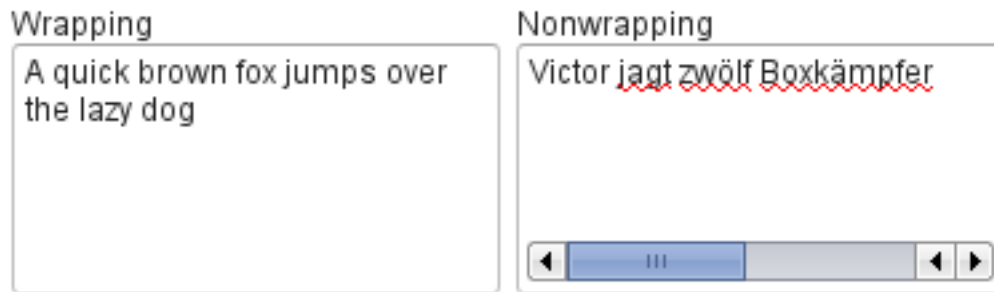 Wrapping
A quick brown fox jumps over
the lazy dog
Nonwrapping
Victor jagt zwölf Boxkämpfer